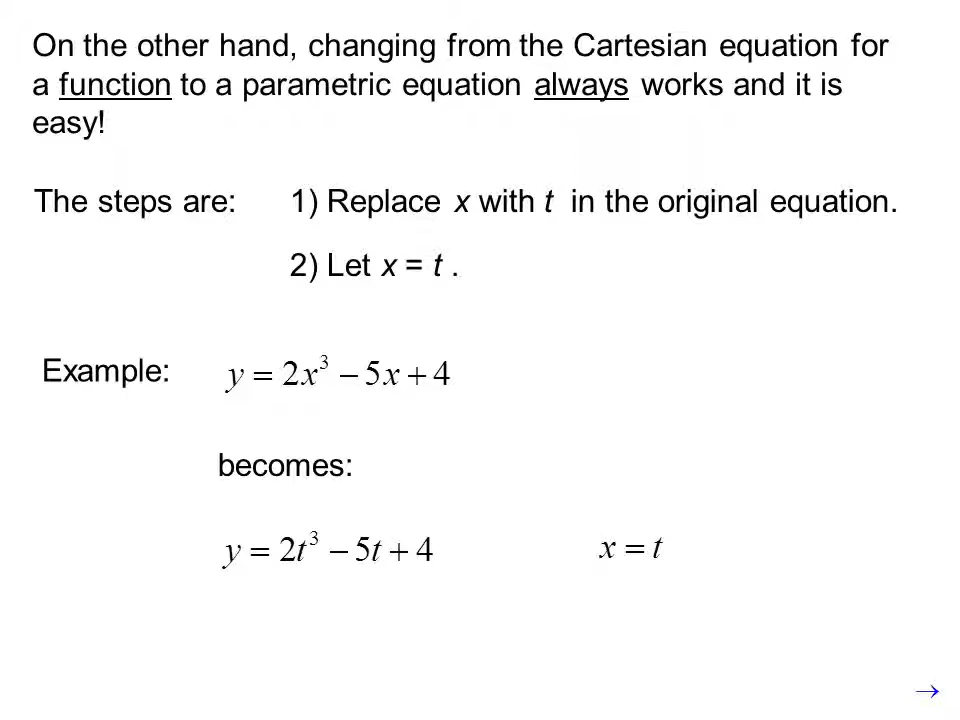 On the other hand, changing from the Cartesian equation for
a function to a parametric equation always works and it is
easy!
The steps are: 1) Replace x with t in the original equation.
2) Let x = t .
Example: y = 2x³ − 5x + 4
becomes:
y = 2t³ − 5t + 4 x = t
→